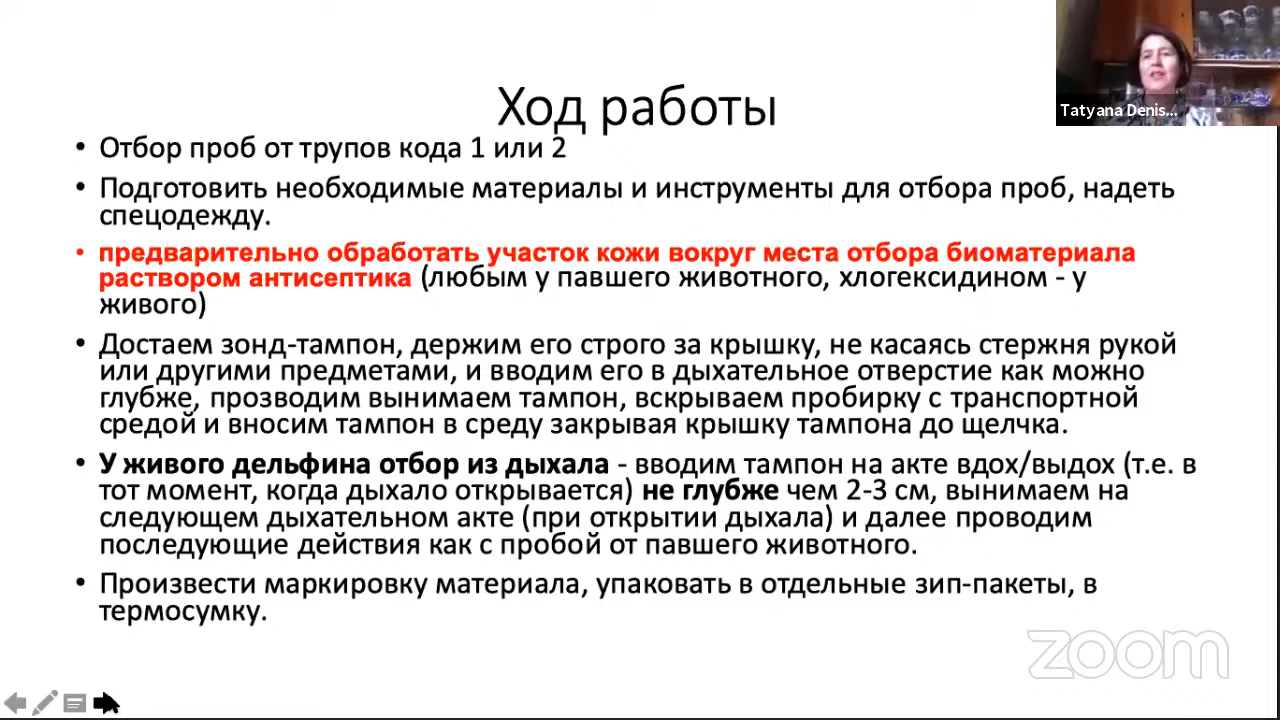 Ход работы
Tatyana Denis...
• Отбор проб от трупов кода 1 или 2
• Подготовить необходимые материалы и инструменты для отбора проб, надеть
спецодежду.
• предварительно обработать участок кожи вокруг места отбора биоматериала
раствором антисептика (любым у павшего животного, хлогексидином - у
живого)
• Достаем зонд-тампон, держим его строго за крышку, не касаясь стержня рукой
или другими предметами, и вводим его в дыхательное отверстие как можно
глубже, прозводим вынимаем тампон, вскрываем пробирку с транспортной
средой и вносим тампон в среду закрывая крышку тампона до щелчка.
• У живого дельфина отбор из дыхала - вводим тампон на акте вдох/выдох (т.е. в
тот момент, когда дыхало открывается) не глубже чем 2-3 см, вынимаем на
следующем дыхательном акте (при открытии дыхала) и далее проводим
последующие действия как с пробой от павшего животного.
• Произвести маркировку материала, упаковать в отдельные зип-пакеты, в
термосумку.
zoom